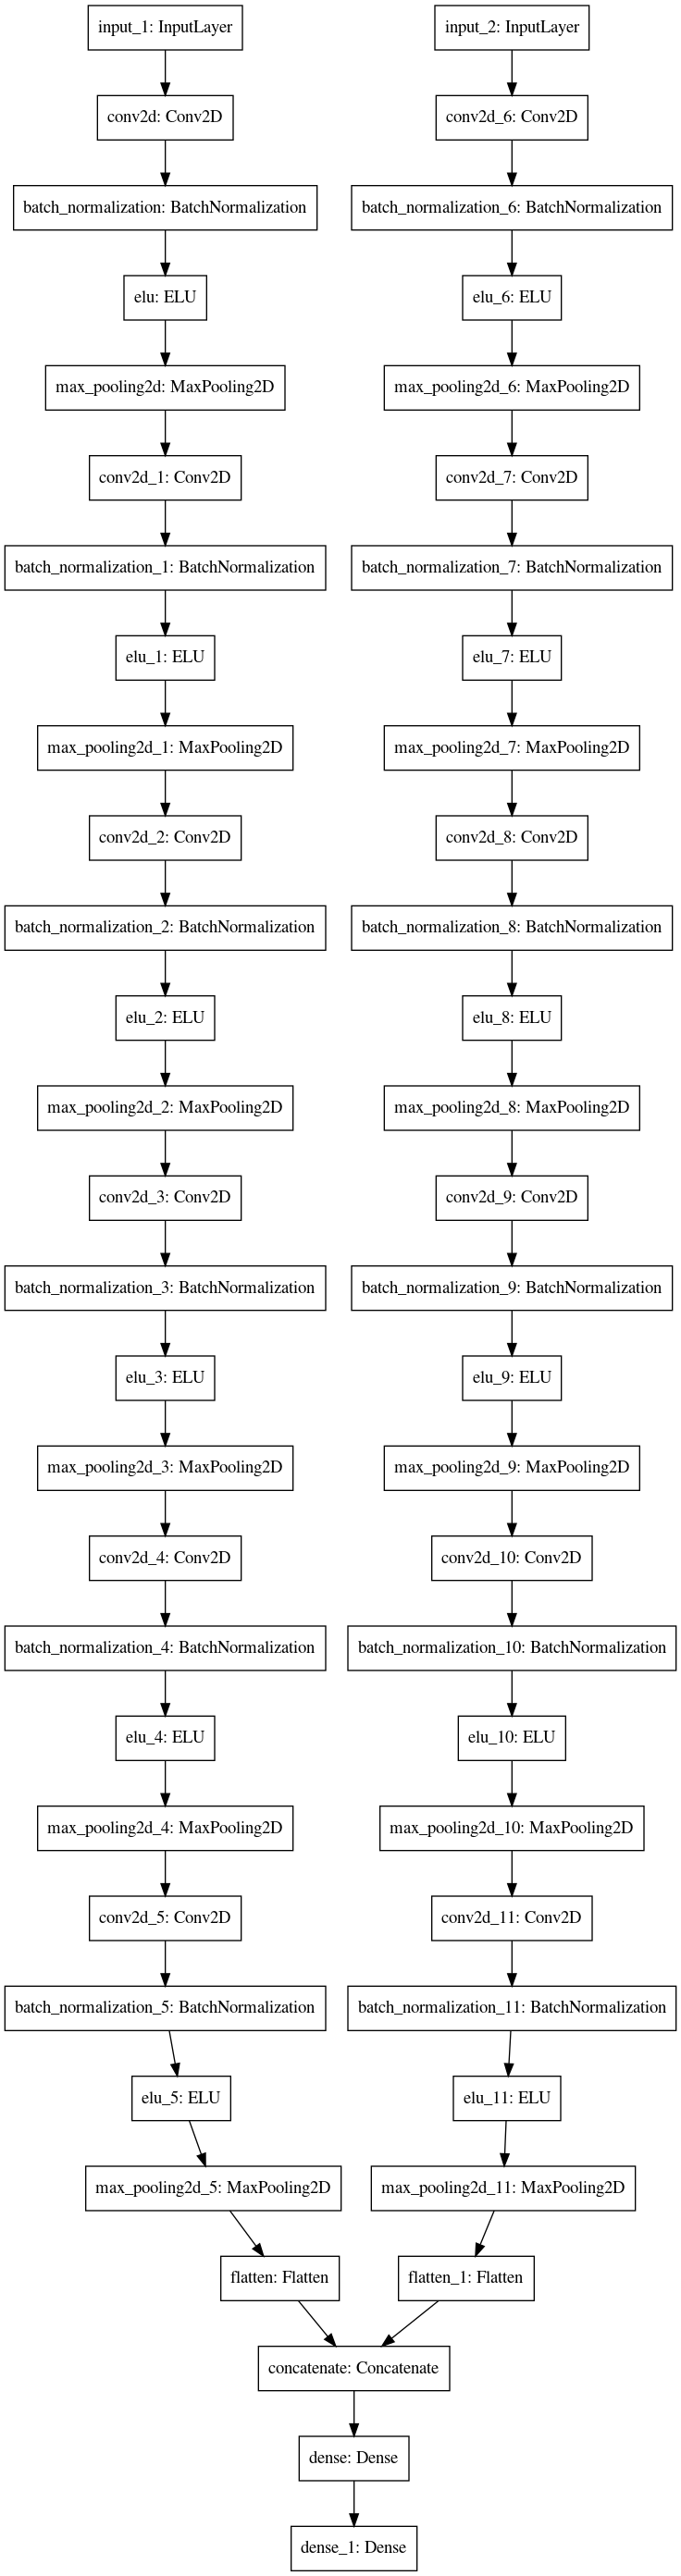 input_1: InputLayer
input_2: InputLayer
conv2d: Conv2D
conv2d_6: Conv2D
batch_normalization: BatchNormalization
batch_normalization_6: BatchNormalization
elu: ELU
elu_6: ELU
max_pooling2d: MaxPooling2D
max_pooling2d_6: MaxPooling2D
conv2d_1: Conv2D
conv2d_7: Conv2D
batch_normalization_1: BatchNormalization
batch_normalization_7: BatchNormalization
elu_1: ELU
elu_7: ELU
max_pooling2d_1: MaxPooling2D
max_pooling2d_7: MaxPooling2D
conv2d_2: Conv2D
conv2d_8: Conv2D
batch_normalization_2: BatchNormalization
batch_normalization_8: BatchNormalization
elu_2: ELU
elu_8: ELU
max_pooling2d_2: MaxPooling2D
max_pooling2d_8: MaxPooling2D
conv2d_3: Conv2D
conv2d_9: Conv2D
batch_normalization_3: BatchNormalization
batch_normalization_9: BatchNormalization
elu_3: ELU
elu_9: ELU
max_pooling2d_3: MaxPooling2D
max_pooling2d_9: MaxPooling2D
conv2d_4: Conv2D
conv2d_10: Conv2D
batch_normalization_4: BatchNormalization
batch_normalization_10: BatchNormalization
elu_4: ELU
elu_10: ELU
max_pooling2d_4: MaxPooling2D
max_pooling2d_10: MaxPooling2D
conv2d_5: Conv2D
conv2d_11: Conv2D
batch_normalization_5: BatchNormalization
batch_normalization_11: BatchNormalization
elu_5: ELU
elu_11: ELU
max_pooling2d_5: MaxPooling2D
max_pooling2d_11: MaxPooling2D
flatten: Flatten
flatten_1: Flatten
concatenate: Concatenate
dense: Dense
dense_1: Dense